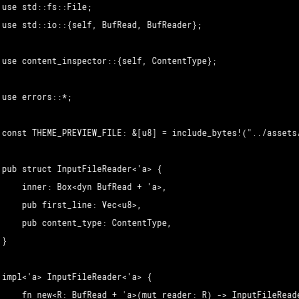 use std::fs::File;
use std::io::{self, BufRead, BufReader};
use content_inspector::{self, ContentType};
use errors::*;
const THEME_PREVIEW_FILE: &[u8] = include_bytes!("../assets/
pub struct InputFileReader<'a> {
inner: Box<dyn BufRead + 'a>,
pub first_line: Vec<u8>,
pub content_type: ContentType,
}
impl<'a> InputFileReader<'a> {
fn new<R: BufRead + 'a>(mut reader: R) -> InputFileReade